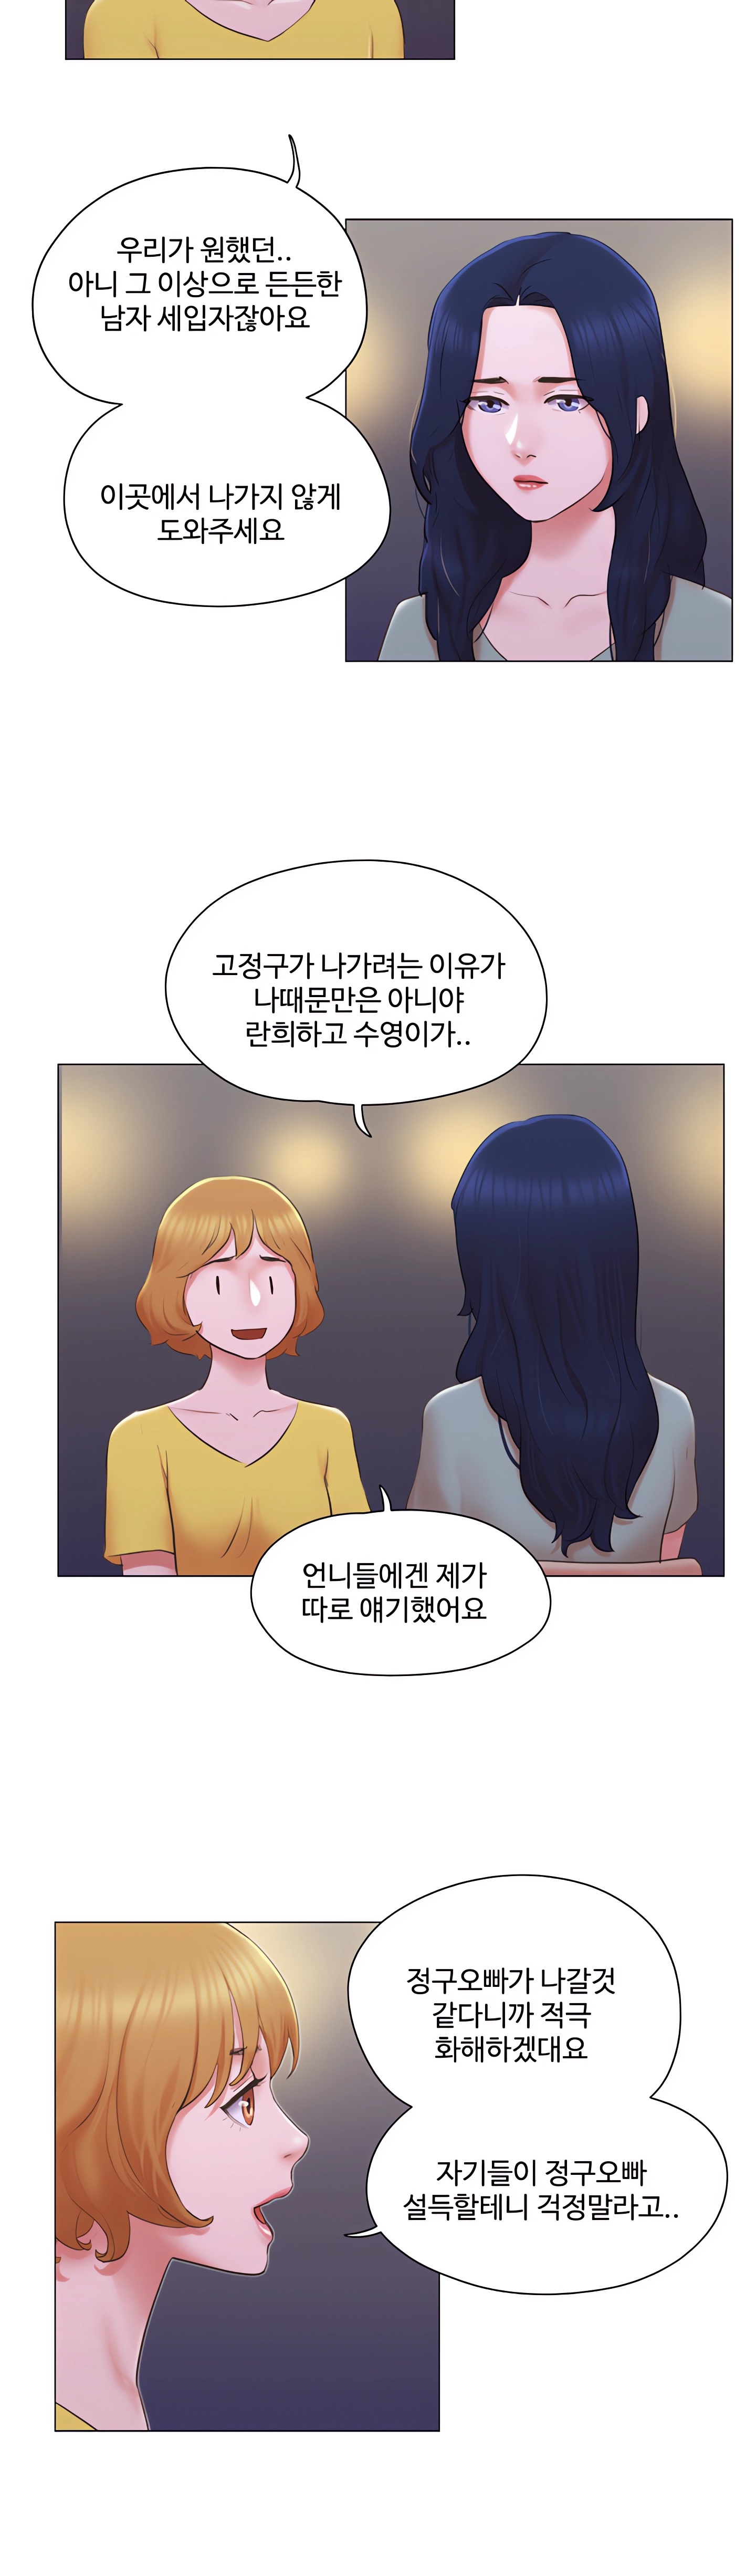 우리가 원했던..
아니 그 이상으로 든든한
남자 세입자잖아요
이곳에서 나가지 않게
도와주세요
고정구가 나가려는 이유가
나때문만은 아니야
란희하고 수영이가..
언니들에겐 제가
따로 얘기했어요
정구오빠가 나갈것
같다니까 적극
화해하겠대요
자기들이 정구오빠
설득할테니 걱정말라고..